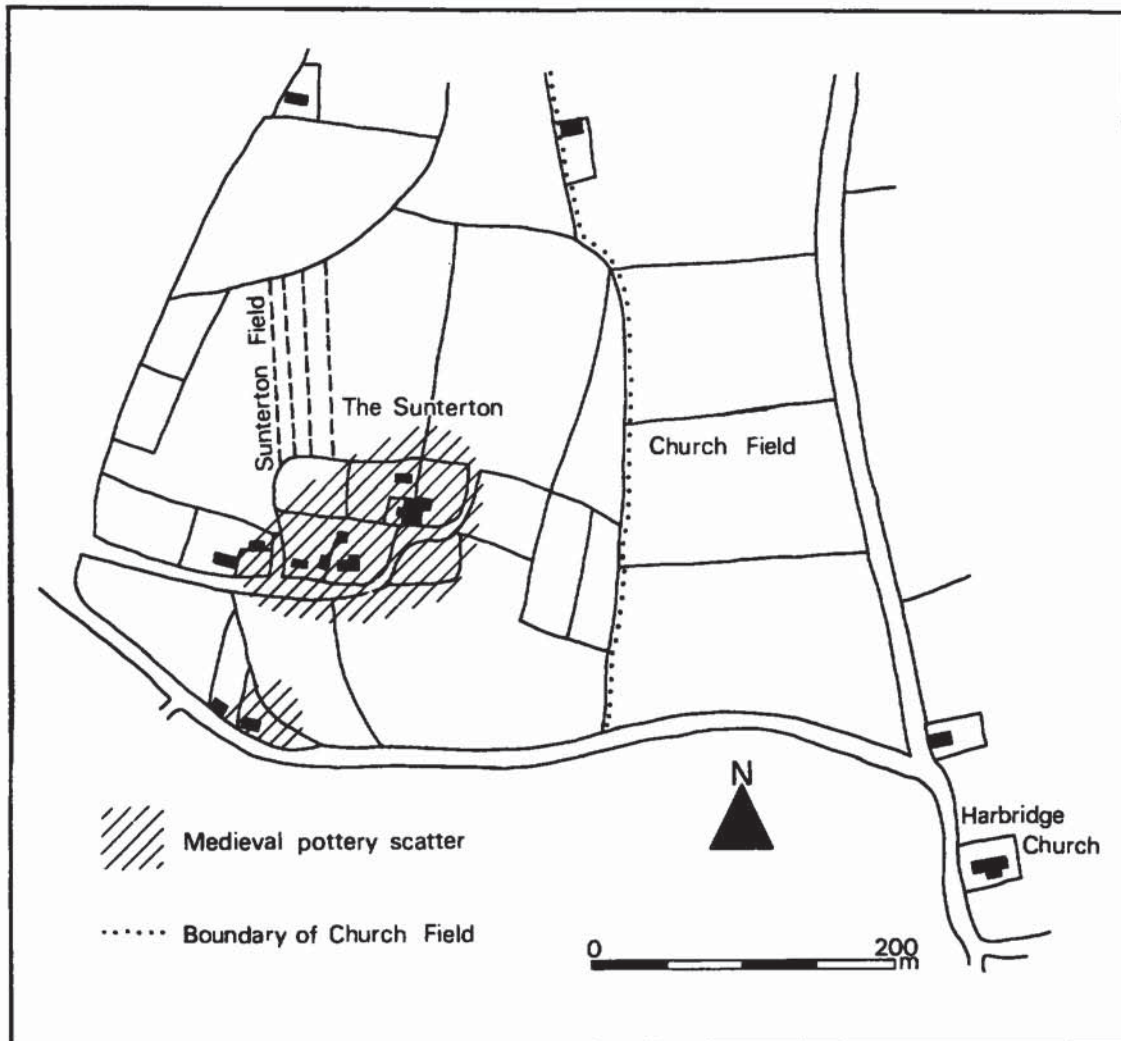 Sunterton Field
The Sunterton
Church Field
N
Harbridge
Church
Medieval pottery scatter
Boundary of Church Field
0 200
m